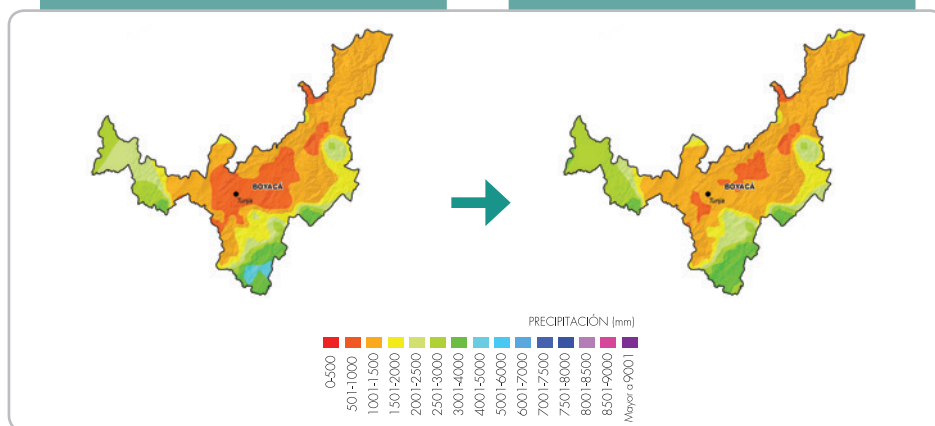 BOYACÁ
Tunja
BOYACÁ
Tunja
PRECIPITACIÓN (mm)
0-500
501-1000
1001-1500
1501-2000
2001-2500
2501-3000
3001-4000
4001-5000
5001-6000
6001-7000
7001-7500
7501-8000
8001-8500
8501-9000
Mayor a 9001